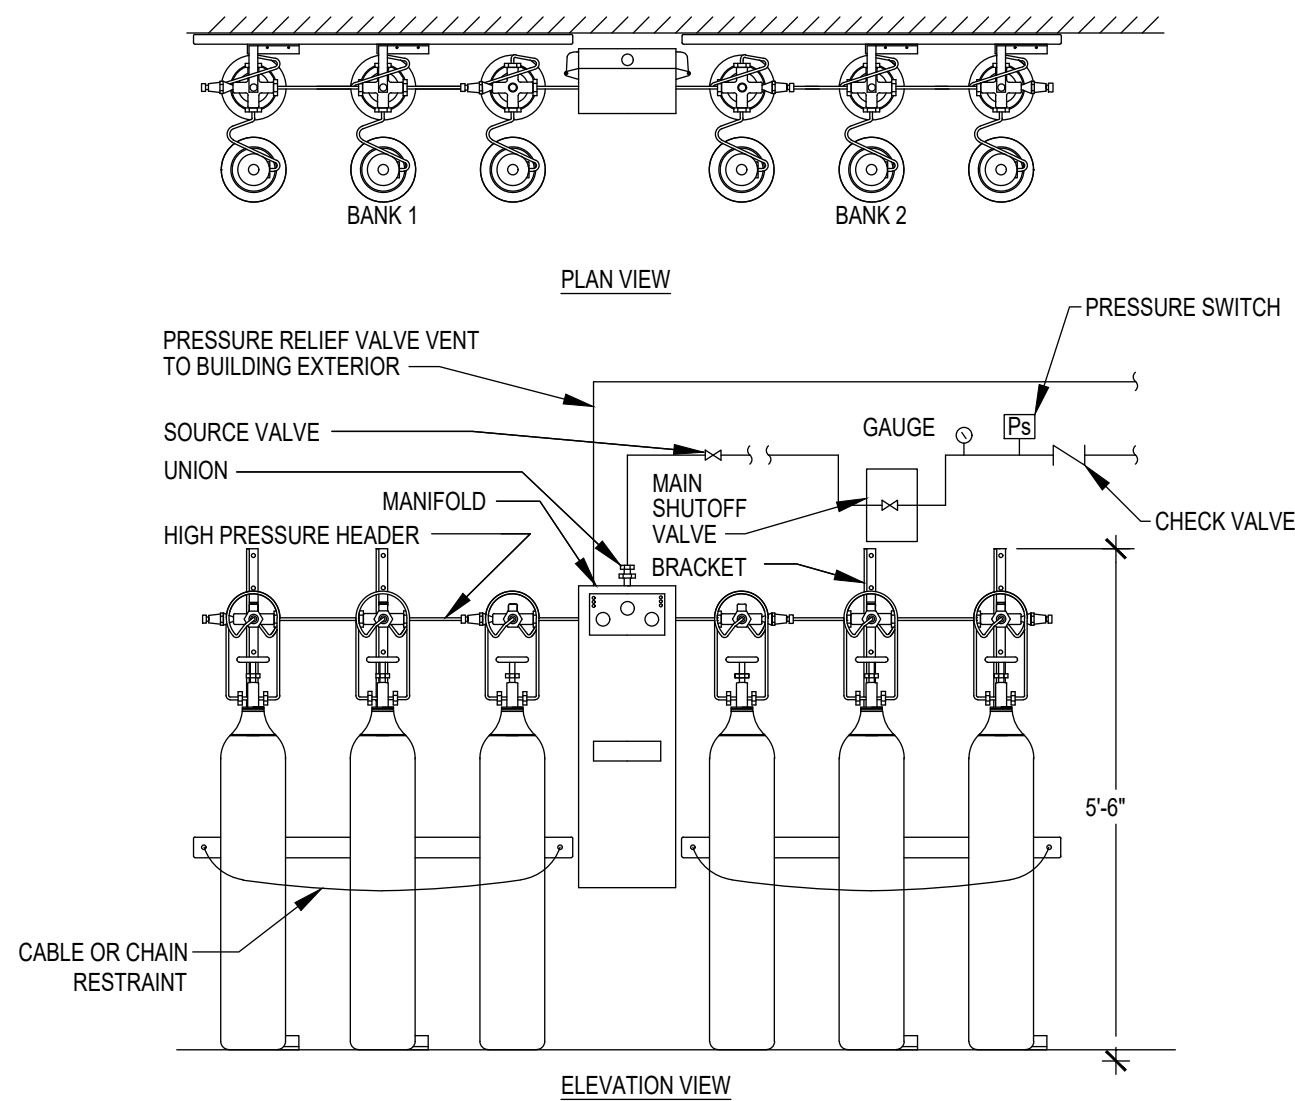 BANK 1
BANK 2
PLAN VIEW
PRESSURE SWITCH
PRESSURE RELIEF VALVE VENT
TO BUILDING EXTERIOR
GAUGE
Ps
SOURCE VALVE
UNION
MAIN
SHUTOFF
VALVE
MANIFOLD
CHECK VALVE
HIGH PRESSURE HEADER
BRACKET
5'-6"
CABLE OR CHAIN
RESTRAINT
ELEVATION VIEW